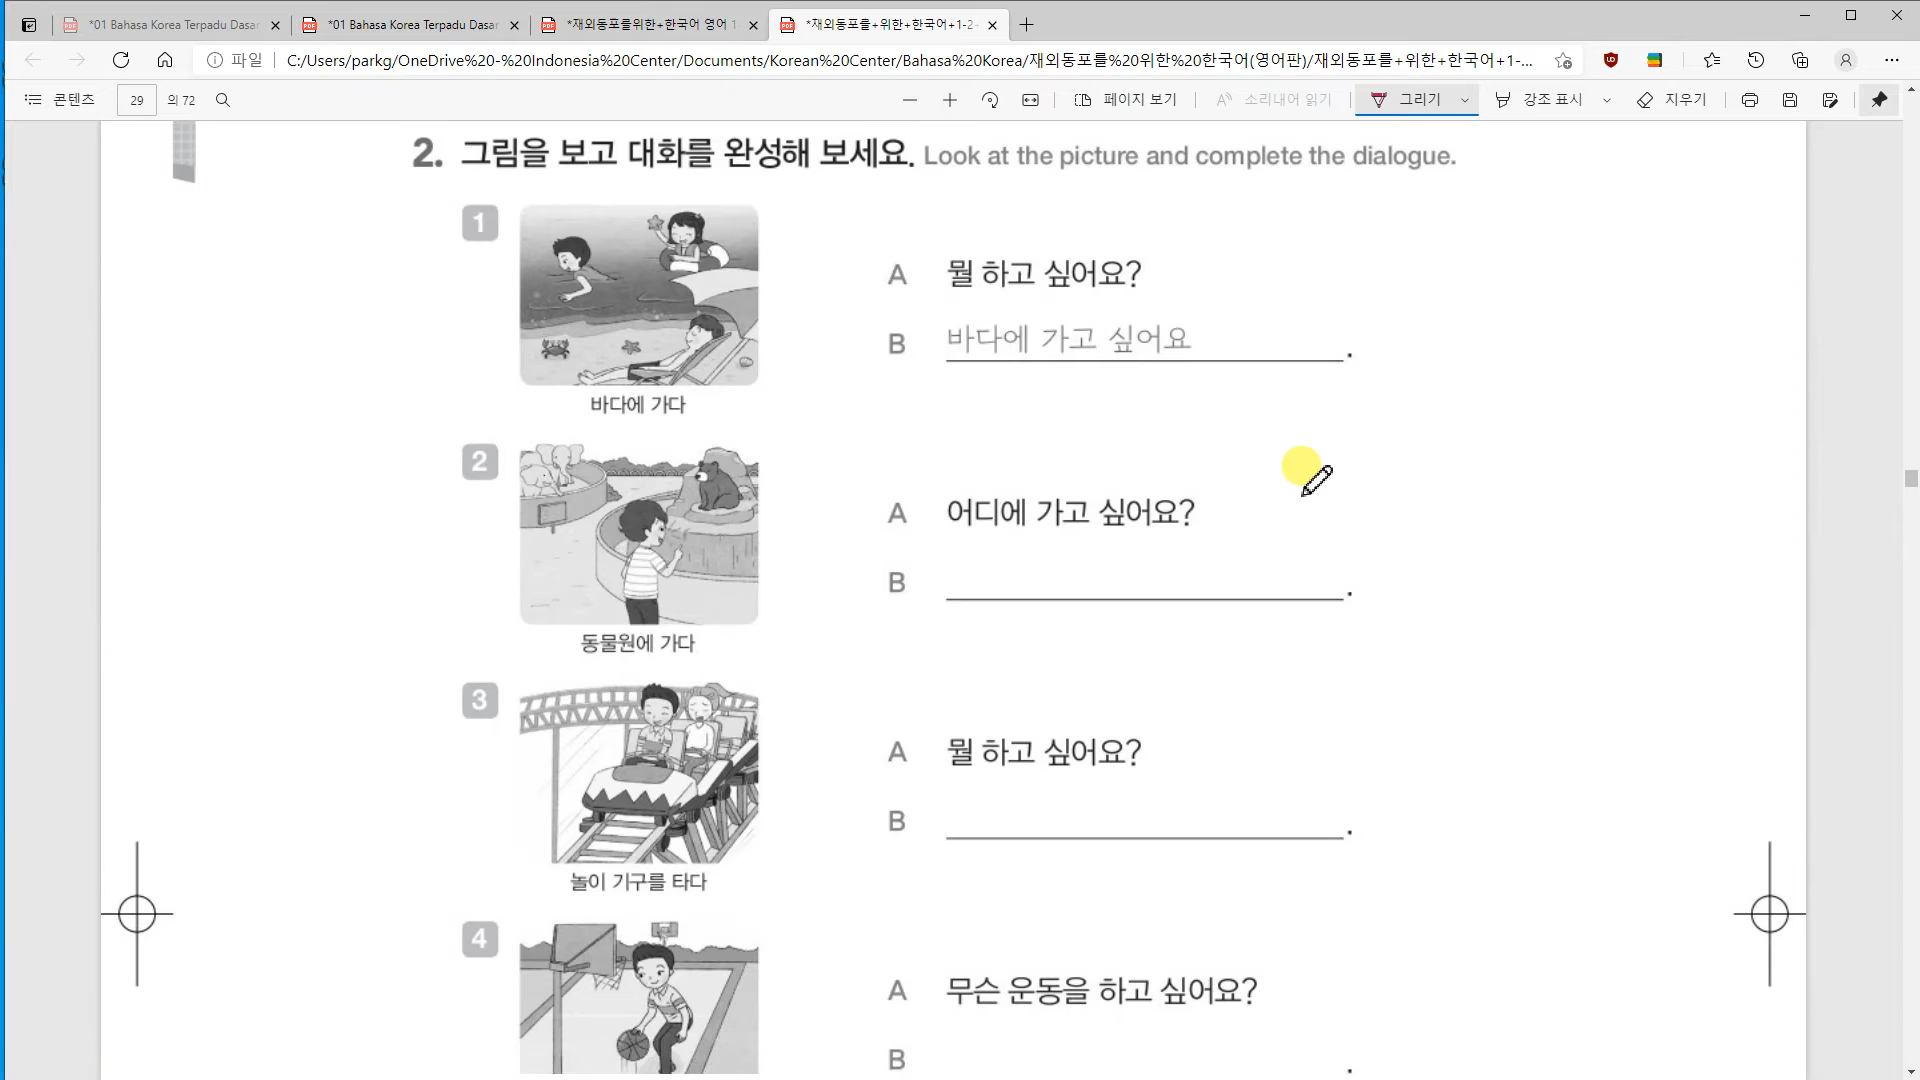 *01 Bahasa Korea Terpadu Dasar
*01 Bahasa Korea Terpadu Dasar
*재외동포를위한+한국어 영어 1
*재외동포를+위한+한국어+1-2-
파일
C:/Users/parkg/OneDrive%20-%20Indonesia%20Center/Documents/Korean%20Center/Bahasa%20Korea/재외동포를%20위한%20한국어(영어판)/재외동포를+위한+한국어+1-...
콘텐츠 29 의 72 페이지 보기 소리내어 읽기 그리기 강조 표시 지우기
2. 그림을 보고 대화를 완성해 보세요. Look at the picture and complete the dialogue.
1
A 뭘 하고 싶어요?
B 바다에 가고 싶어요.
바다에 가다
2
A 어디에 가고 싶어요?
B .
동물원에 가다
3
A 뭘 하고 싶어요?
B .
놀이 기구를 타다
4
A 무슨 운동을 하고 싶어요?
B .